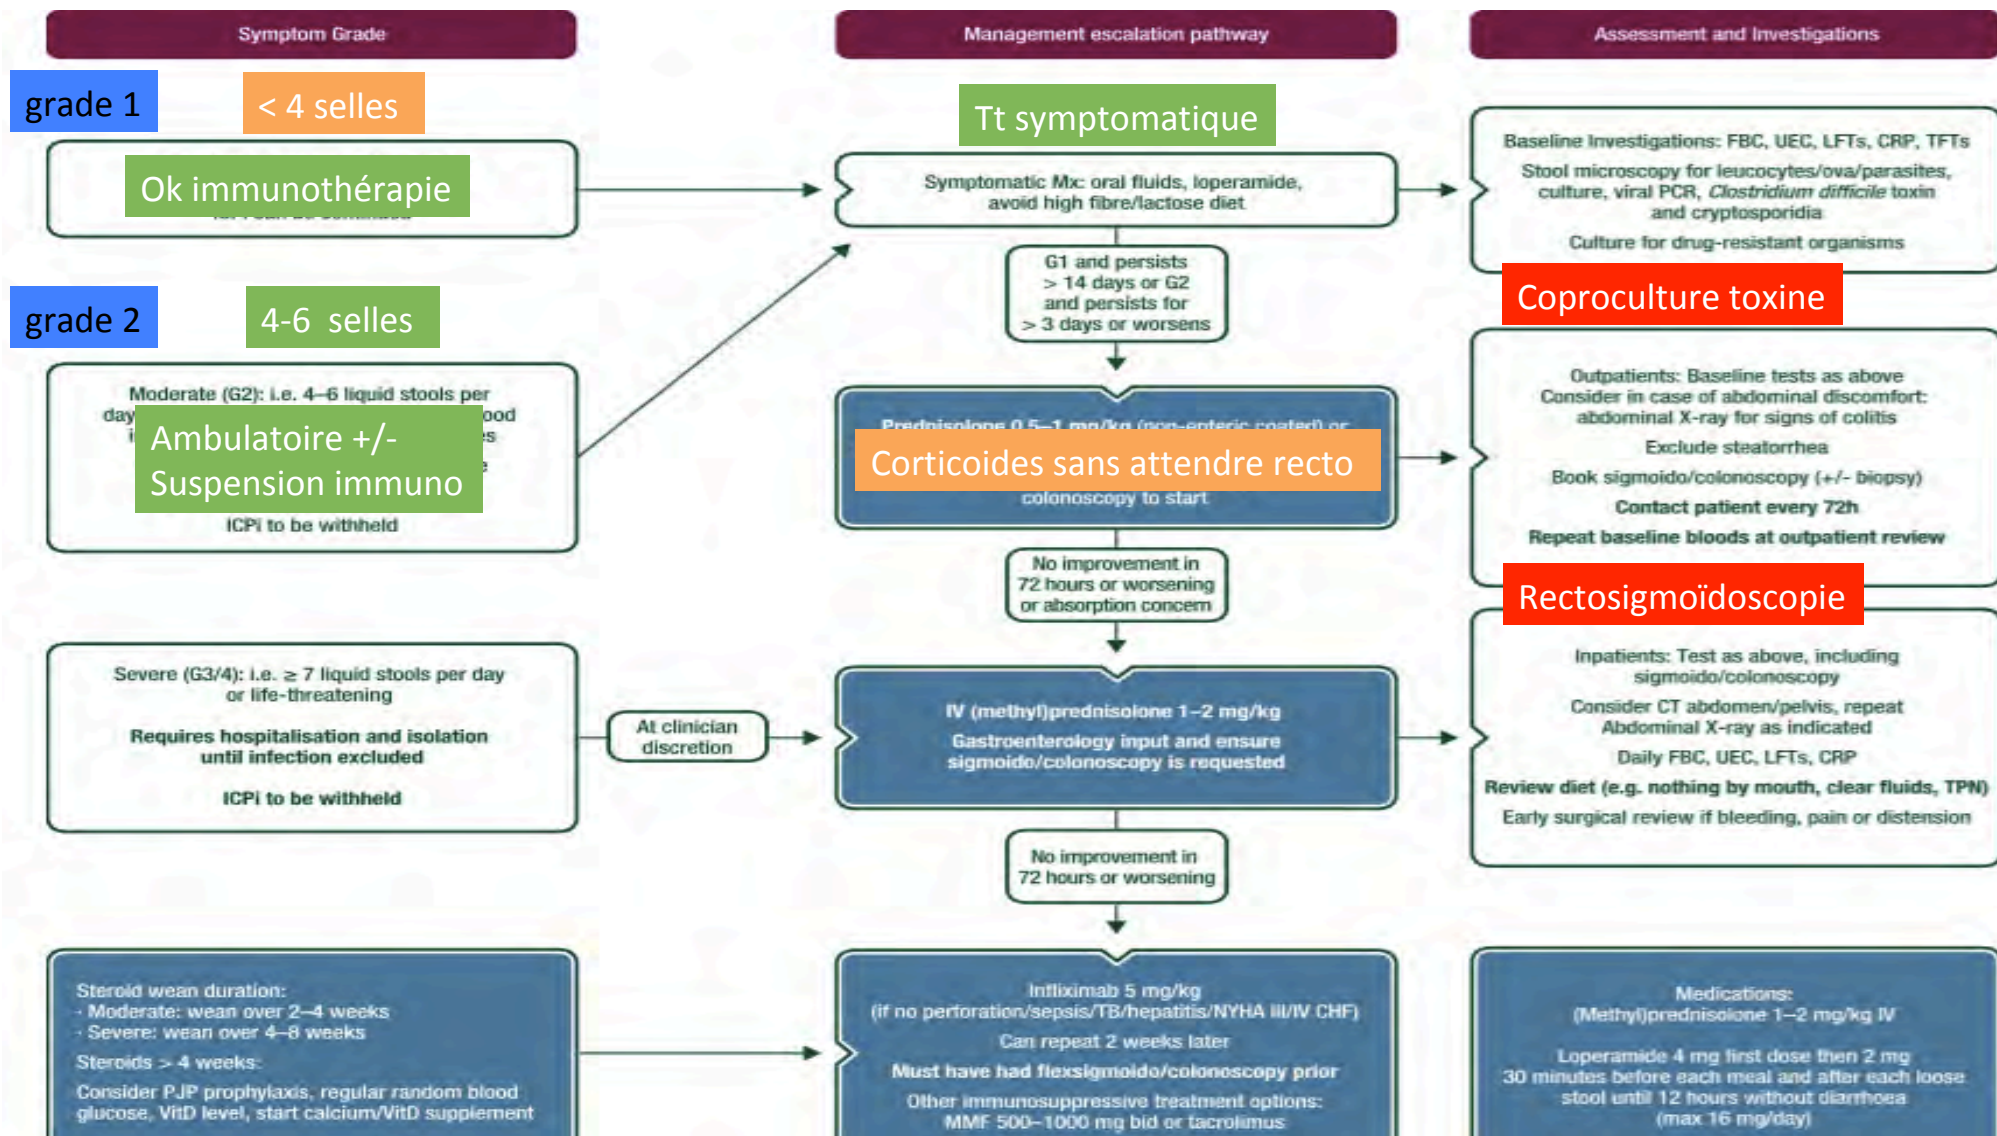 Symptom Grade
Management escalation pathway
Assessment and Investigations
grade 1
< 4 selles
Ok immunothérapie
Tt symptomatique
Symptomatic Mx: oral fluids, loperamide,
avoid high fibre/lactose diet
Baseline Investigations: FBC, UEC, LFTs, CRP, TFTs
Stool microscopy for leucocytes/ova/parasites,
culture, viral PCR, Clostridium difficile toxin
and cryptosporidia
Culture for drug-resistant organisms
G1 and persists
> 14 days or G2
and persists for
> 3 days or worsens
grade 2
4-6 selles
Moderate (G2): i.e. 4–6 liquid stools per
day
Ambulatoire +/-
Suspension immuno
ICPi to be withheld
Prednisolone 0.5–1 mg/kg (non-enteric coated) or
Corticoides sans attendre recto
colonoscopy to start
Coproculture toxine
Outpatients: Baseline tests as above
Consider in case of abdominal discomfort:
abdominal X-ray for signs of colitis
Exclude steatorrhea
Book sigmoido/colonoscopy (+/- biopsy)
Contact patient every 72h
Repeat baseline bloods at outpatient review
No improvement in
72 hours or worsening
or absorption concern
Rectosigmoïdoscopie
Severe (G3/4): i.e. ≥ 7 liquid stools per day
or life-threatening
Requires hospitalisation and isolation
until infection excluded
ICPi to be withheld
At clinician
discretion
IV (methyl)prednisolone 1–2 mg/kg
Gastroenterology input and ensure
sigmoido/colonoscopy is requested
Inpatients: Test as above, including
sigmoido/colonoscopy
Consider CT abdomen/pelvis, repeat
Abdominal X-ray as indicated
Daily FBC, UEC, LFTs, CRP
Review diet (e.g. nothing by mouth, clear fluids, TPN)
Early surgical review if bleeding, pain or distension
No improvement in
72 hours or worsening
Steroid wean duration:
· Moderate: wean over 2–4 weeks
· Severe: wean over 4–8 weeks
Steroids > 4 weeks:
Consider PJP prophylaxis, regular random blood
glucose, VitD level, start calcium/VitD supplement
Infliximab 5 mg/kg
(if no perforation/sepsis/TB/hepatitis/NYHA III/IV CHF)
Can repeat 2 weeks later
Must have had flexsigmoido/colonoscopy prior
Other immunosuppressive treatment options:
MMF 500–1000 mg bid or tacrolimus
Medications:
(Methyl)prednisolone 1–2 mg/kg IV
Loperamide 4 mg first dose then 2 mg
30 minutes before each meal and after each loose
stool until 12 hours without diarrhoea
(max 16 mg/day)